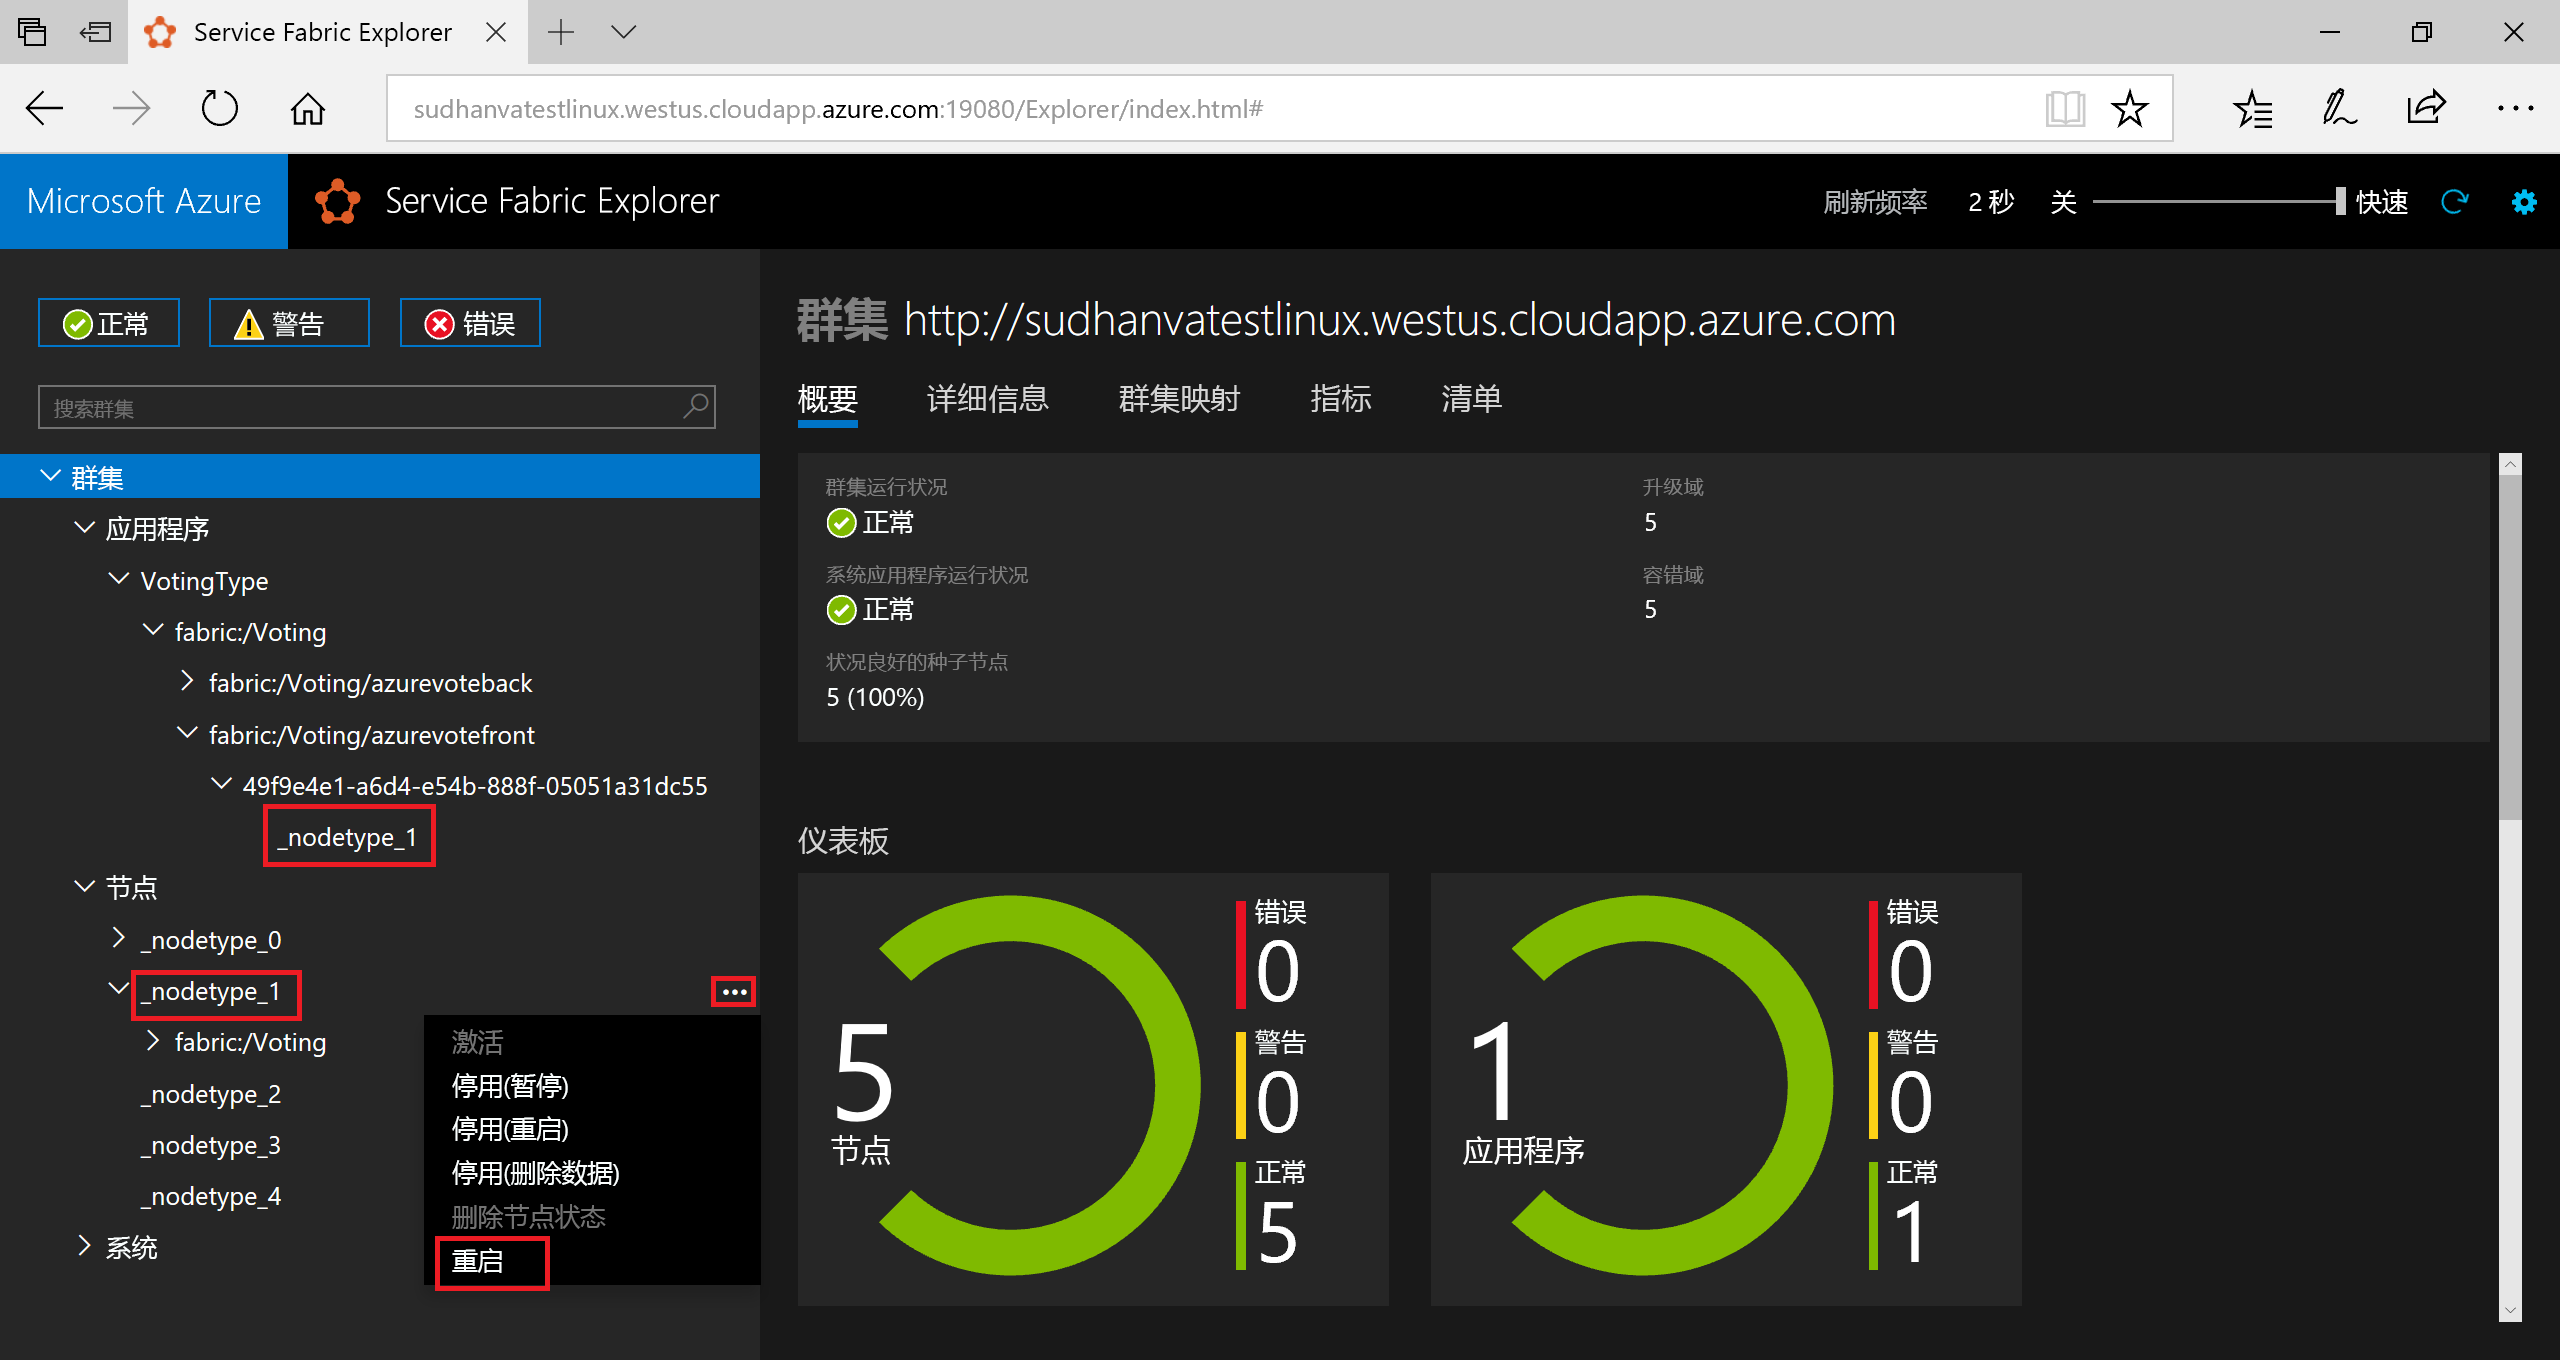 Service Fabric Explorer
sudhanvatestlinux.westus.cloudapp.azure.com:19080/Explorer/index.html#
Microsoft Azure
Service Fabric Explorer
刷新频率 2 秒 关 快速
正常 警告 错误
搜索群集
群集
应用程序
VotingType
fabric:/Voting
fabric:/Voting/azurevoteback
fabric:/Voting/azurevotefront
49f9e4e1-a6d4-e54b-888f-05051a31dc55
_nodetype_1
节点
_nodetype_0
_nodetype_1
fabric:/Voting
_nodetype_2
_nodetype_3
_nodetype_4
系统
激活
停用(暂停)
停用(重启)
停用(删除数据)
删除节点状态
重启
群集 http://sudhanvatestlinux.westus.cloudapp.azure.com
概要 详细信息 群集映射 指标 清单
群集运行状况
正常
升级域
5
系统应用程序运行状况
正常
容错域
5
状况良好的种子节点
5 (100%)
仪表板
5
节点
错误
0
警告
0
正常
5
1
应用程序
错误
0
警告
0
正常
1